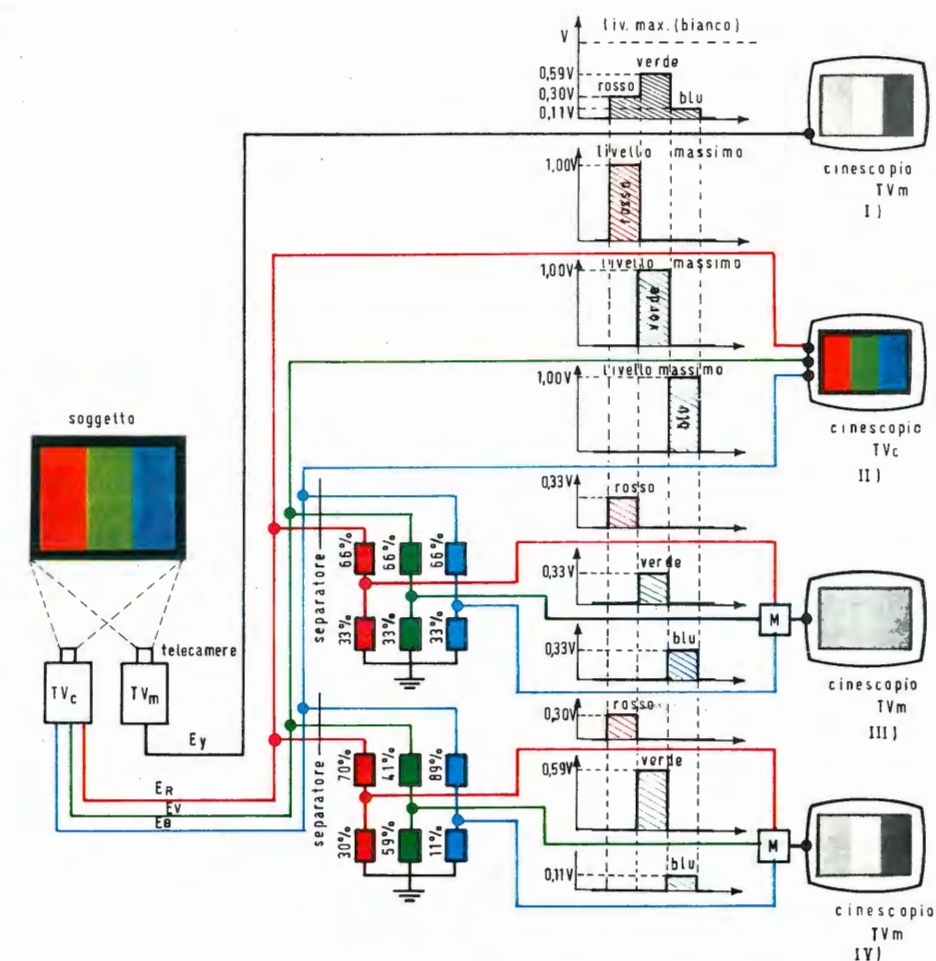 V
liv. max. (bianco)
0,59V
verde
0,30V
rosso
0,11V
blu
cinescopio
TVm
I)
livello massimo
1,00V
rosso
livello massimo
1,00V
verde
livello massimo
1,00V
blu
cinescopio
TVc
II)
soggetto
telecamere
TVc
TVm
Ey
ER
EV
EB
separatore
66%
66%
66%
33%
33%
33%
0,33V
rosso
0,33V
verde
0,33V
blu
M
cinescopio
TVm
III)
separatore
70%
41%
89%
30%
59%
11%
0,30V
rosso
0,59V
verde
0,11V
blu
M
cinescopio
TVm
IV)